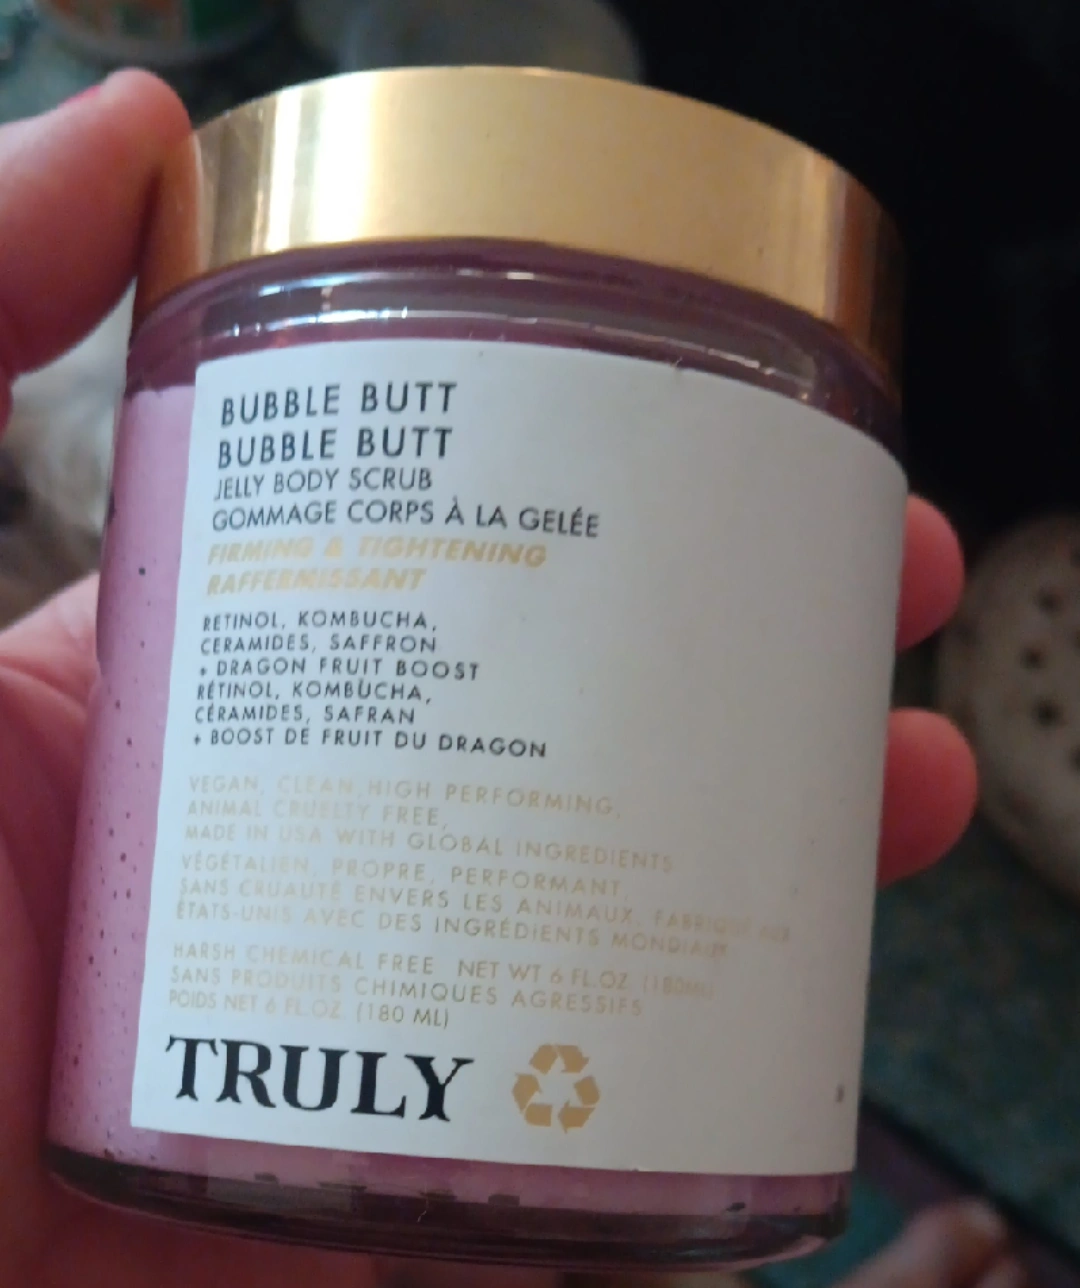 BUBBLE BUTT
BUBBLE BUTT
JELLY BODY SCRUB
GOMMAGE CORPS À LA GELÉE
FIRMING & TIGHTENING
RAFFERMISSANT
RETINOL, KOMBUCHA,
CERAMIDES, SAFFRON
+ DRAGON FRUIT BOOST
RÉTINOL, KOMBUCHA,
CÉRAMIDES, SAFRAN
+ BOOST DE FRUIT DU DRAGON
VEGAN, CLEAN, HIGH PERFORMING,
ANIMAL CRUELTY FREE,
MADE IN USA WITH GLOBAL INGREDIENTS
VÉGÉTALIEN, PROPRE, PERFORMANT,
SANS CRUAUTÉ ENVERS LES ANIMAUX, FABRIQUÉ
ÉTATS-UNIS AVEC DES INGRÉDIENTS MONDIAUX
HARSH CHEMICAL FREE NET WT 6 FL.OZ. (180ML)
SANS PRODUITS CHIMIQUES AGRESSIFS
POIDS NET 6 FL.OZ. (180 ML)
TRULY